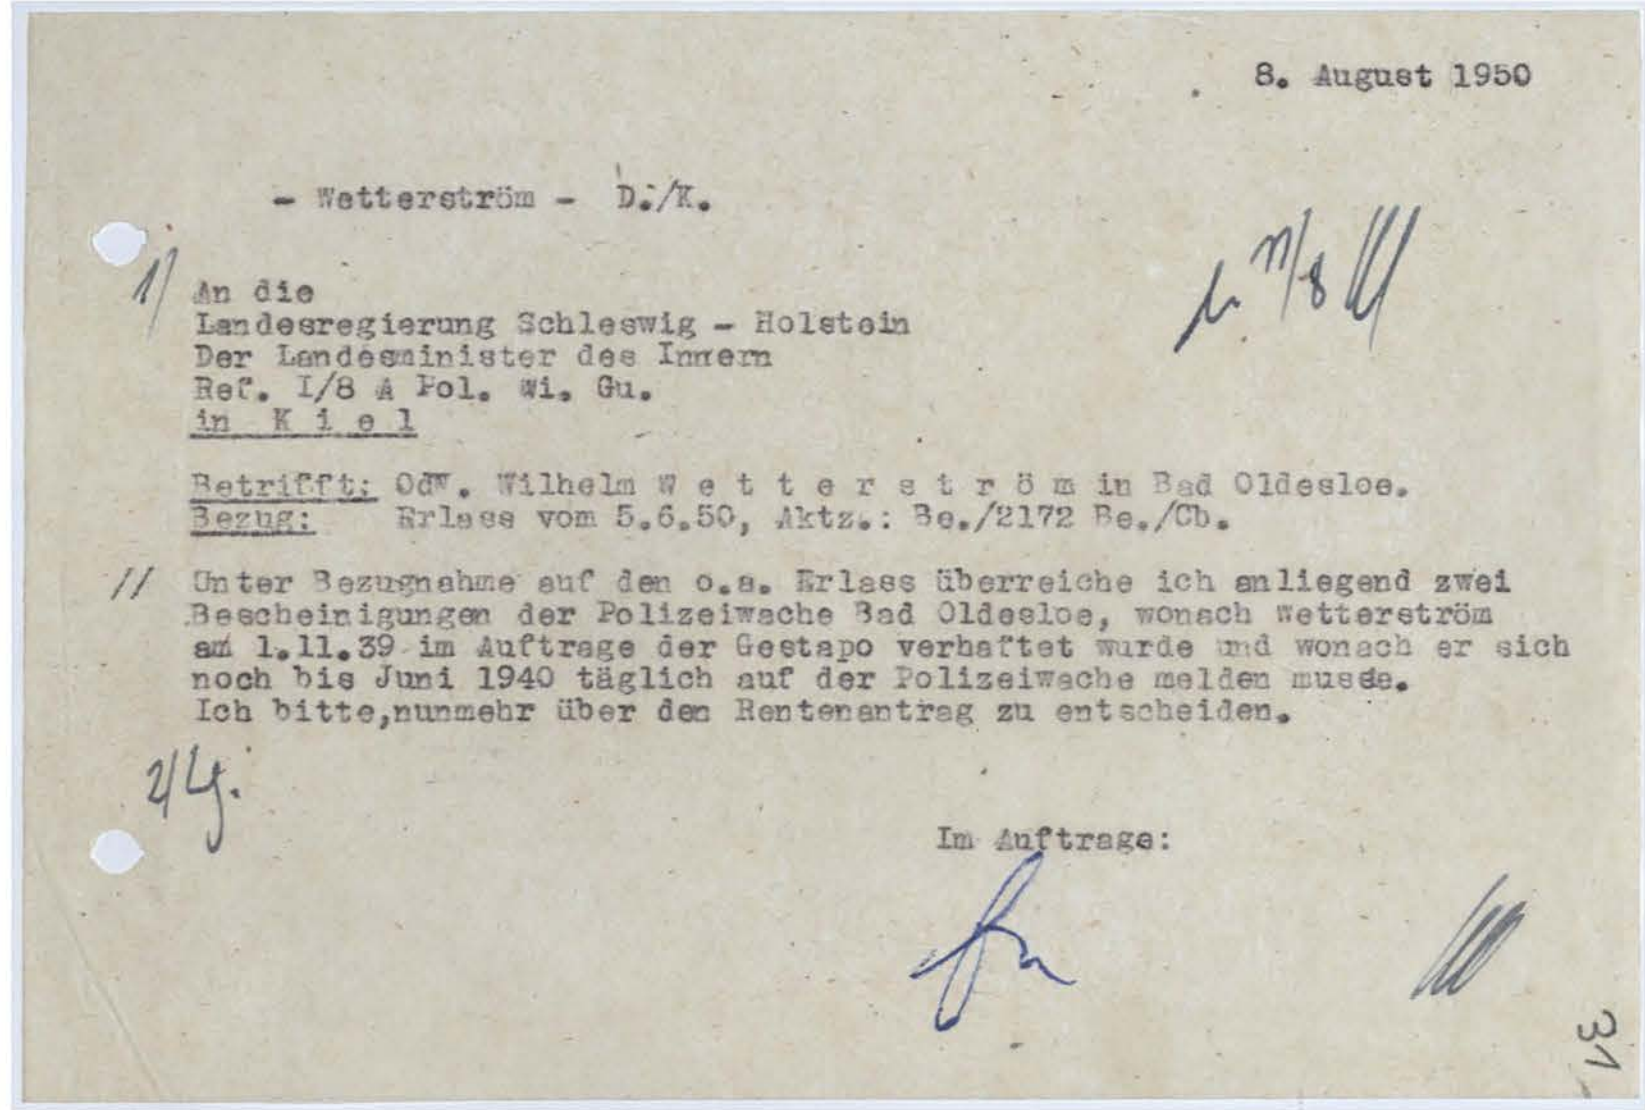 8. August 1950
- Wetterström - D./K.
1/ An die
Landesregierung Schleswig - Holstein
Der Landesminister des Innern
Ref. I/8 A Pol. Wi. Gu.
in K i e l
Betrifft: OdN. Wilhelm W e t t e r s t r ö m in Bad Oldesloe.
Bezug: Erlass vom 5.6.50, Aktz.: Be./2172 Be./Cb.
// Unter Bezugnahme auf den o.a. Erlass überreiche ich anliegend zwei
Bescheinigungen der Polizeiwache Bad Oldesloe, wonach Wetterström
am 1.11.39 im Auftrage der Gestapo verhaftet wurde und wonach er sich
noch bis Juni 1940 täglich auf der Polizeiwache melden musse.
Ich bitte,nunmehr über den Rentenantrag zu entscheiden.
2/
Im Auftrage:
31